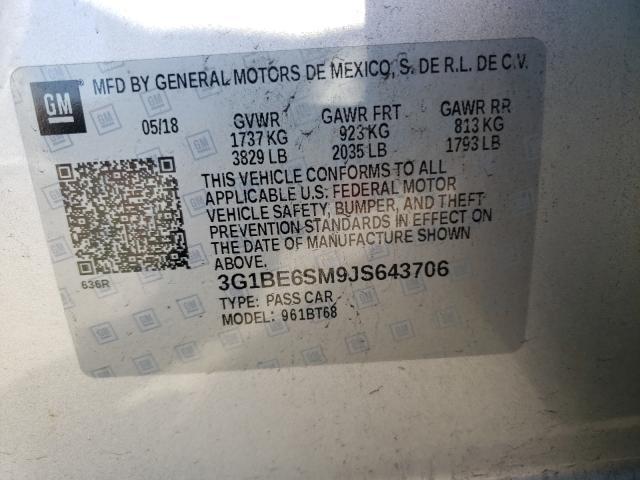 GM
®
MFD BY GENERAL MOTORS DE MEXICO, S. DE R.L. DE C.V.
05/18 GVWR GAWR FRT GAWR RR
1737 KG 923 KG 813 KG
3829 LB 2035 LB 1793 LB
THIS VEHICLE CONFORMS TO ALL
APPLICABLE U.S. FEDERAL MOTOR
VEHICLE SAFETY, BUMPER, AND THEFT
PREVENTION STANDARDS IN EFFECT ON
THE DATE OF MANUFACTURE SHOWN
ABOVE.
636R
3G1BE6SM9JS643706
TYPE: PASS CAR
MODEL: 961BT68